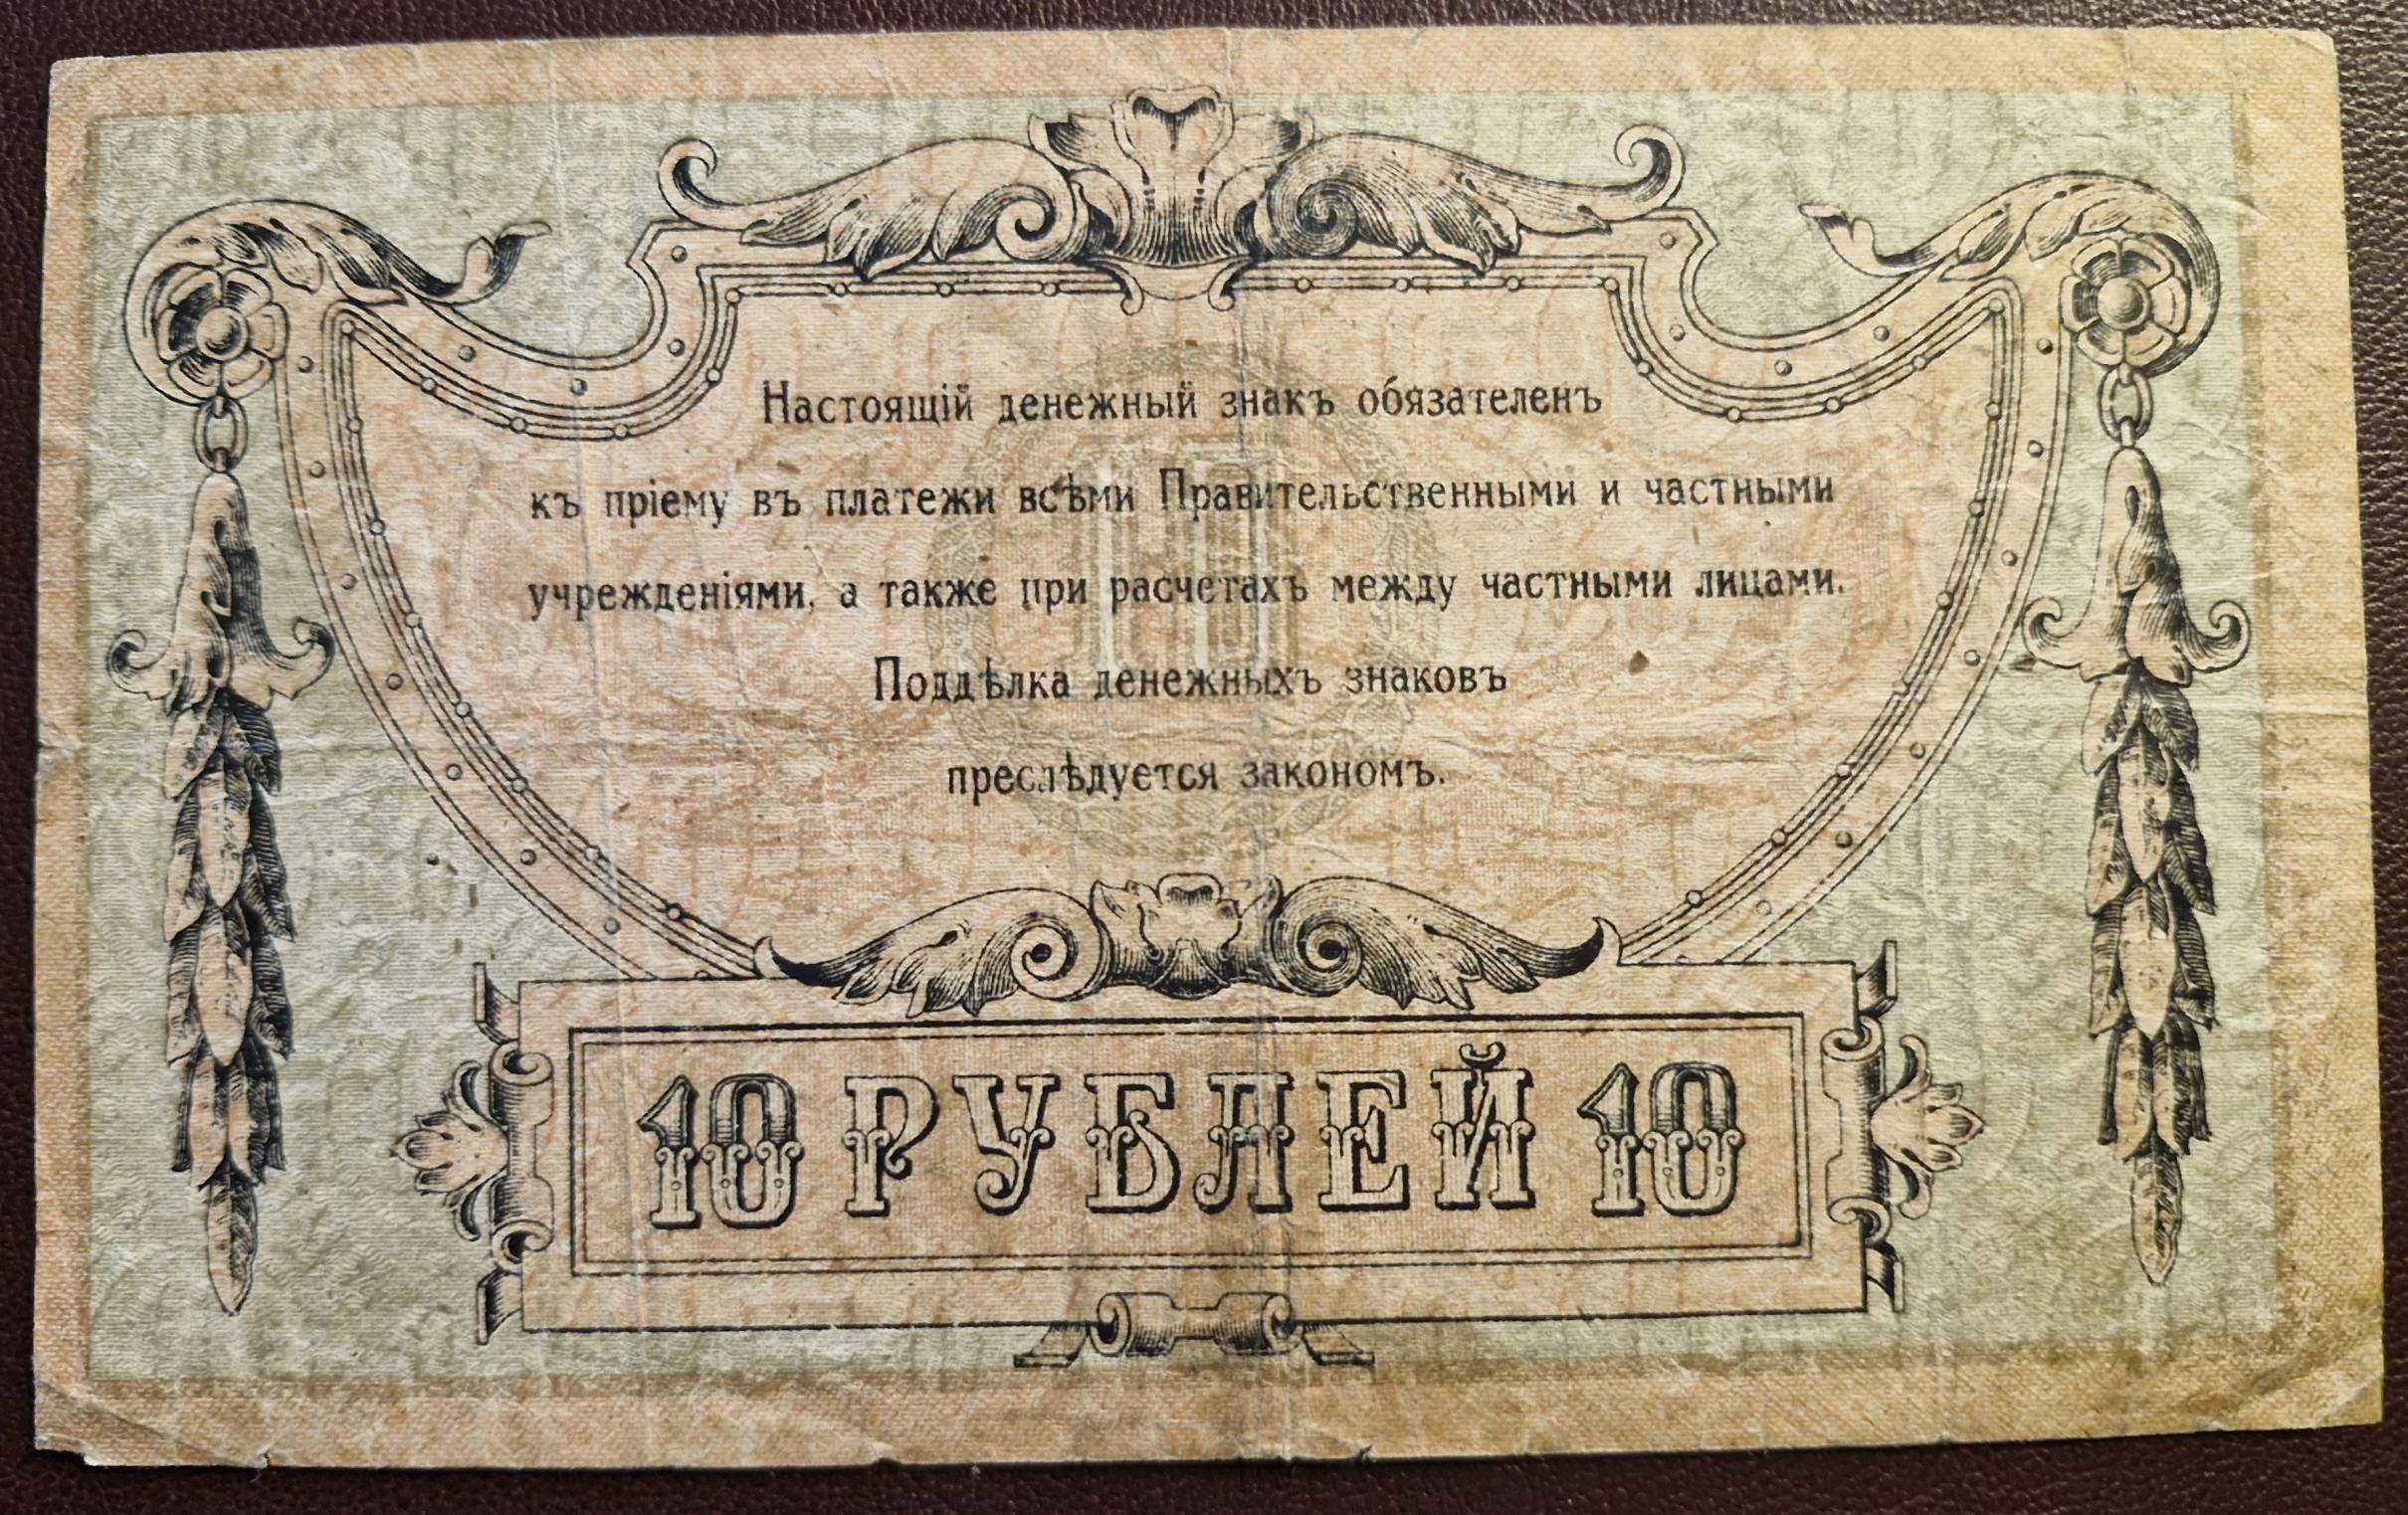 Настоящій денежный знакъ обязателенъ
къ пріему въ платежи всѣми Правительственными и частными
учрежденіями, а также при расчетахъ между частными лицами.
Поддѣлка денежныхъ знаковъ
преслѣдуется закономъ.
10 РУБЛЕЙ 10